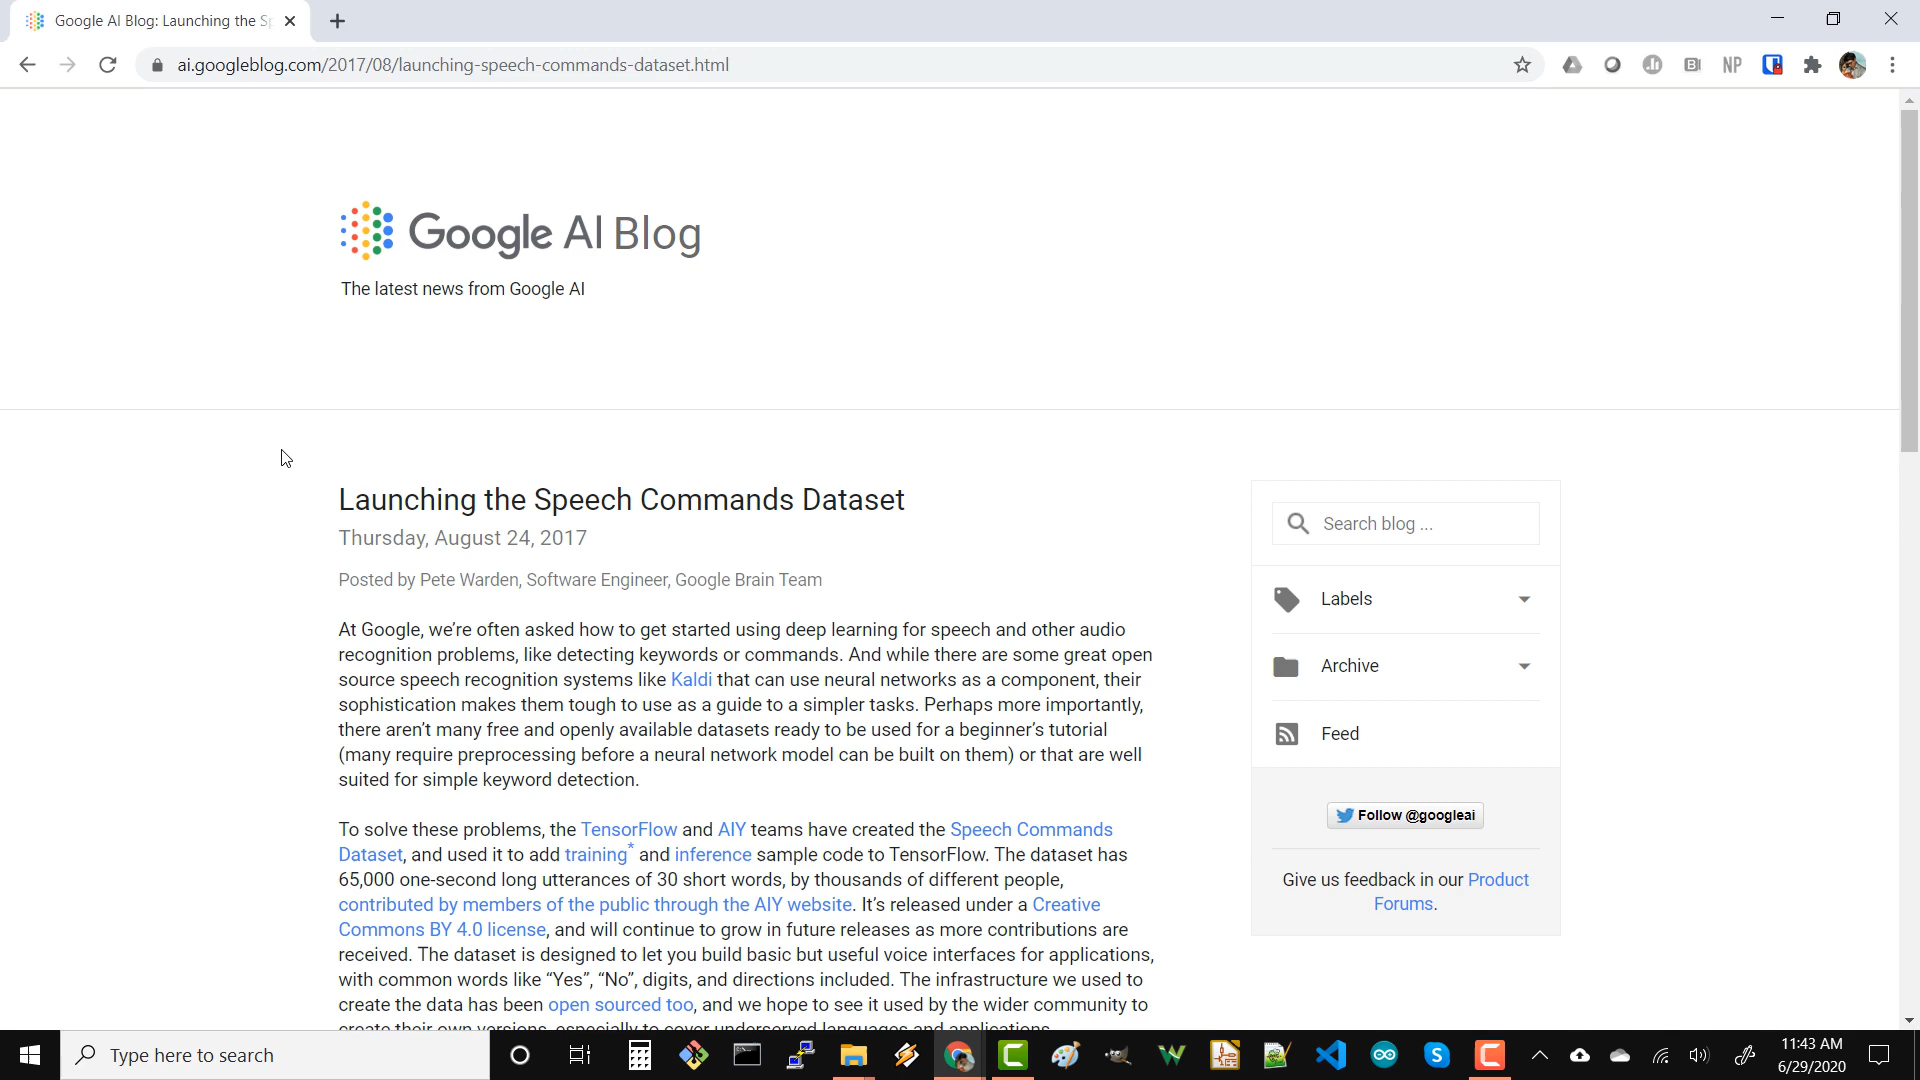 Google AI Blog: Launching the Sp
ai.googleblog.com/2017/08/launching-speech-commands-dataset.html
NP
Google AI Blog
The latest news from Google AI
Launching the Speech Commands Dataset
Thursday, August 24, 2017
Posted by Pete Warden, Software Engineer, Google Brain Team
At Google, we’re often asked how to get started using deep learning for speech and other audio
recognition problems, like detecting keywords or commands. And while there are some great open
source speech recognition systems like Kaldi that can use neural networks as a component, their
sophistication makes them tough to use as a guide to a simpler tasks. Perhaps more importantly,
there aren’t many free and openly available datasets ready to be used for a beginner’s tutorial
(many require preprocessing before a neural network model can be built on them) or that are well
suited for simple keyword detection.
To solve these problems, the TensorFlow and AIY teams have created the Speech Commands
Dataset, and used it to add training* and inference sample code to TensorFlow. The dataset has
65,000 one-second long utterances of 30 short words, by thousands of different people,
contributed by members of the public through the AIY website. It’s released under a Creative
Commons BY 4.0 license, and will continue to grow in future releases as more contributions are
received. The dataset is designed to let you build basic but useful voice interfaces for applications,
with common words like “Yes”, “No”, digits, and directions included. The infrastructure we used to
create the data has been open sourced too, and we hope to see it used by the wider community to
create their own versions, especially to cover underserved languages and applications.
Search blog ...
Labels
Archive
Feed
Follow @googleai
Give us feedback in our Product
Forums.
Type here to search
11:43 AM
6/29/2020